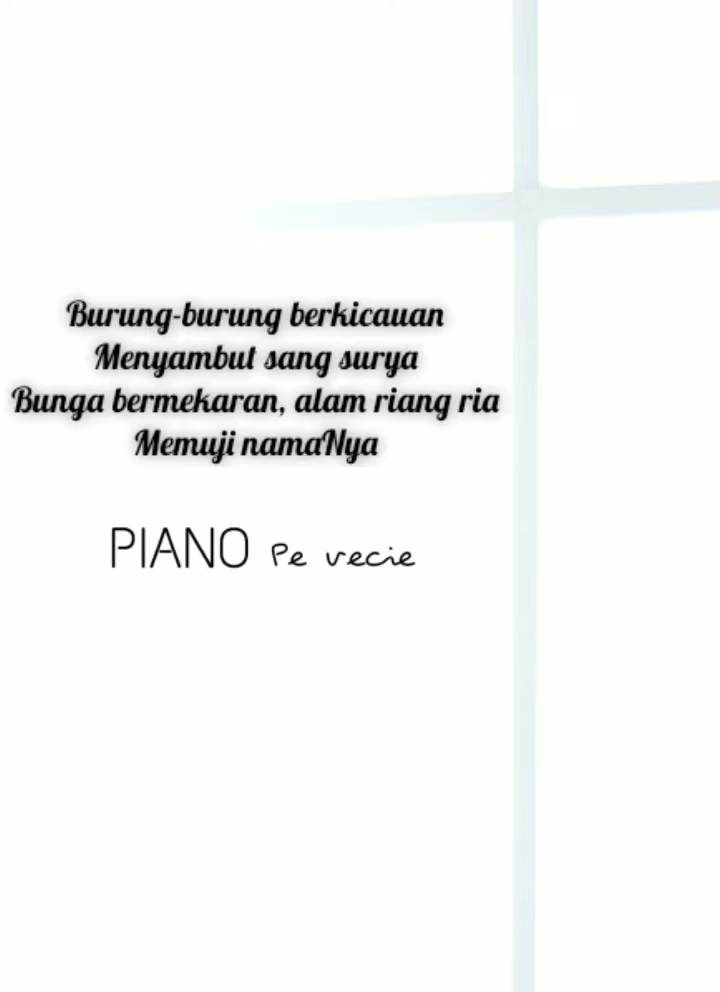 Burung-burung berkicauan
Menyambut sang surya
Bunga bermekaran, alam riang ria
Memuji namaNya
PIANO Pe vecie